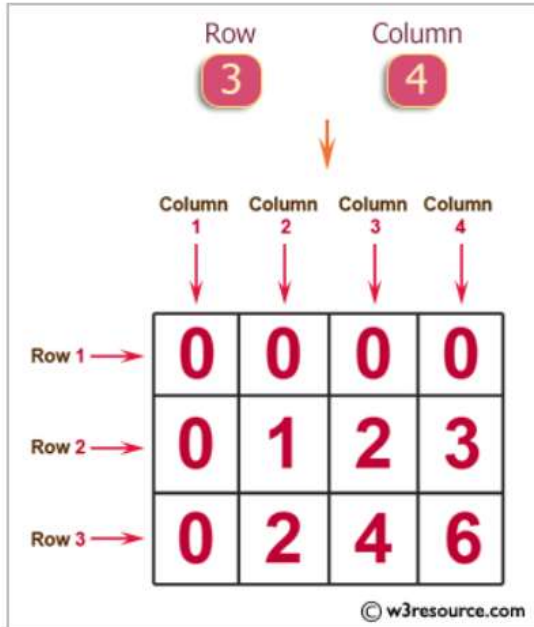 Row Column
3 4
Column Column Column Column
1 2 3 4
Row 1 0 0 0 0
Row 2 0 1 2 3
Row 3 0 2 4 6
© w3resource.com